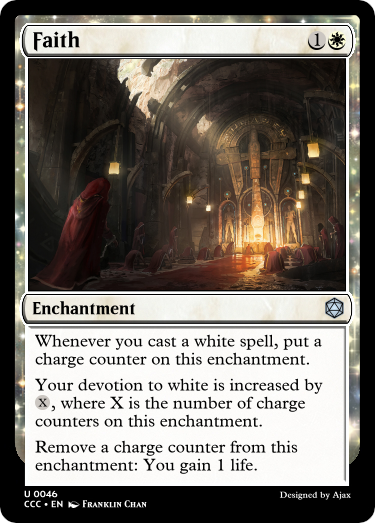 Faith 1
Enchantment
Whenever you cast a white spell, put a
charge counter on this enchantment.
Your devotion to white is increased by
X, where X is the number of charge
counters on this enchantment.
Remove a charge counter from this
enchantment: You gain 1 life.
U 0046
CCC • EN Franklin Chan
Designed by Ajax